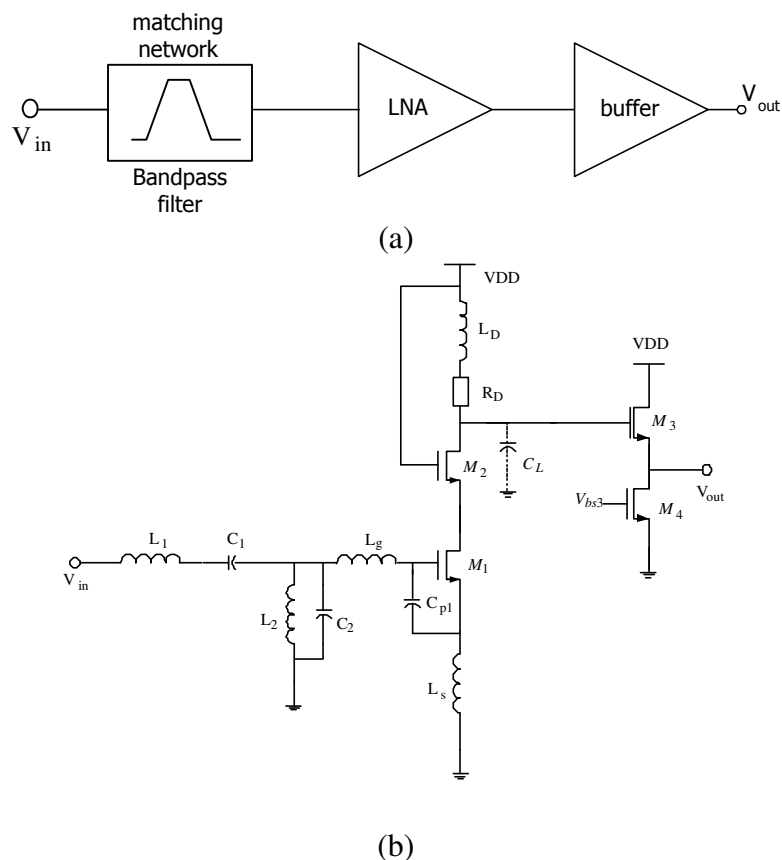 matching
network
V in
LNA
buffer
V out
Bandpass
filter
(a)
VDD
L D
VDD
R D
M 3
M 2
C L
V out
V bs3
M 4
L 1
C 1
L g
M 1
V in
C p1
L 2
C 2
L s
(b)